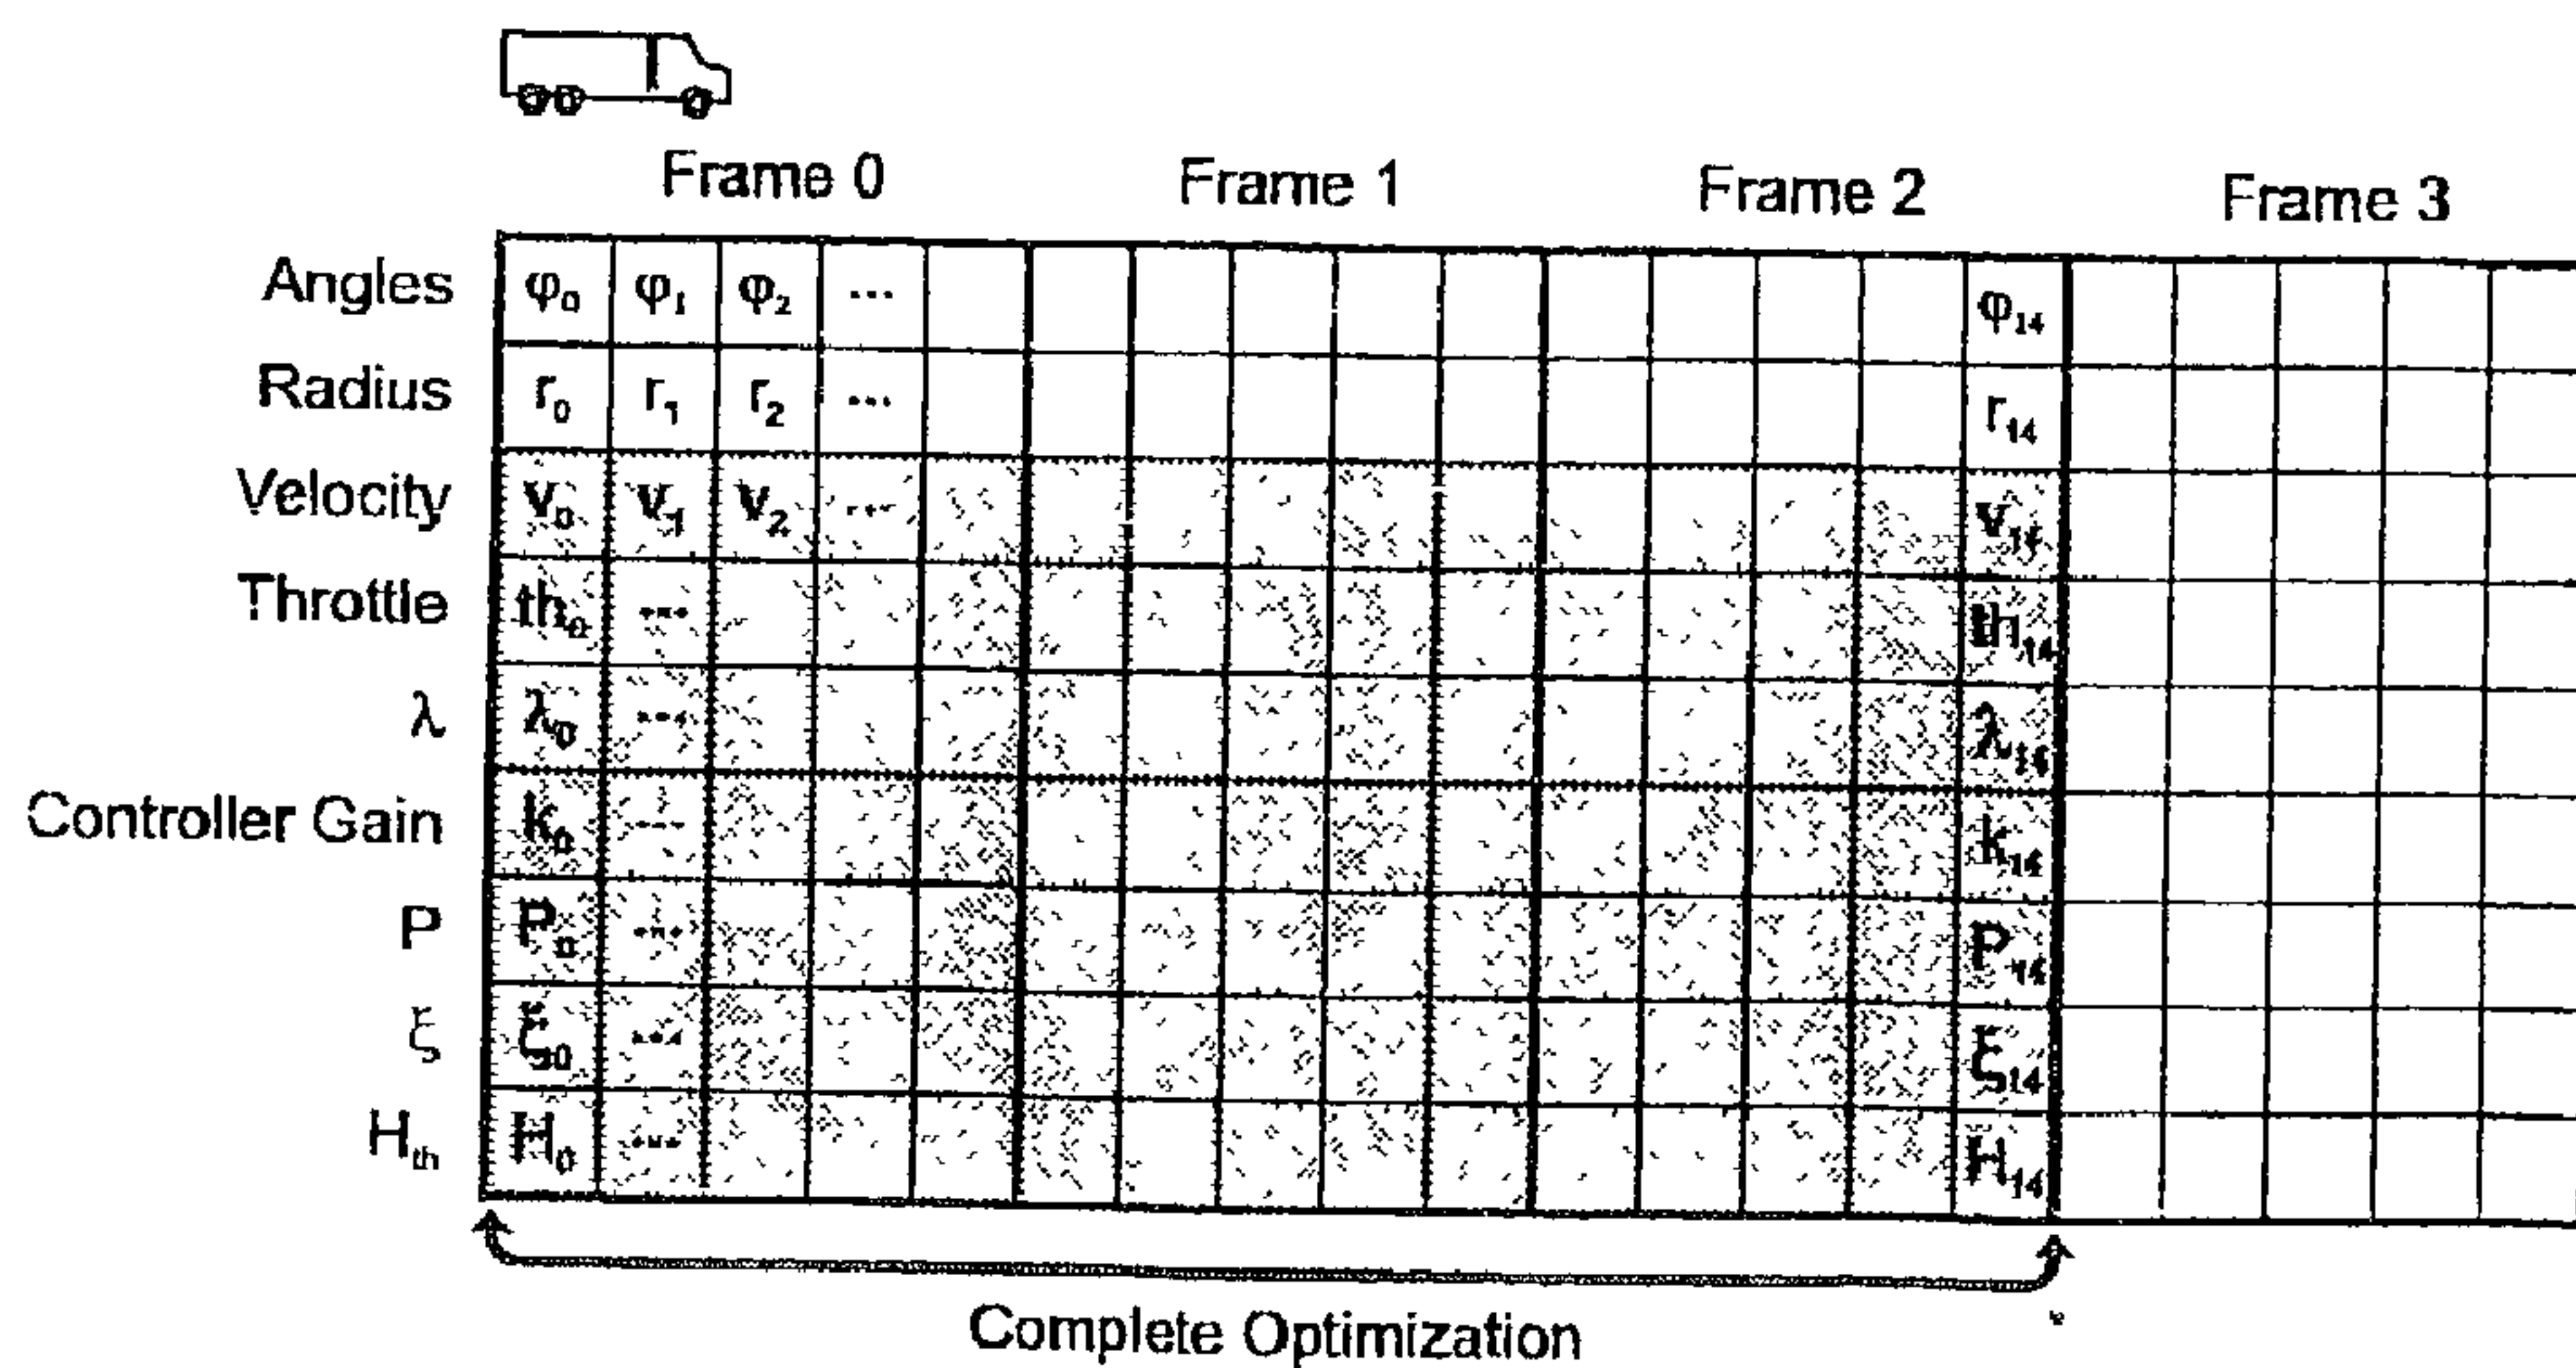 Frame 0 Frame 1 Frame 2 Frame 3
Angles φ₀ φ₁ φ₂ ... φ₁₄
Radius r₀ r₁ r₂ ... r₁₄
Velocity v₀ v₁ v₂ ... v₁₄
Throttle th₀ ... th₁₄
λ λ₀ ... λ₁₄
Controller Gain k₀ ... k₁₄
P P₀ ... P₁₄
ξ ξ₀ ... ξ₁₄
Hth H₀ ... H₁₄
Complete Optimization